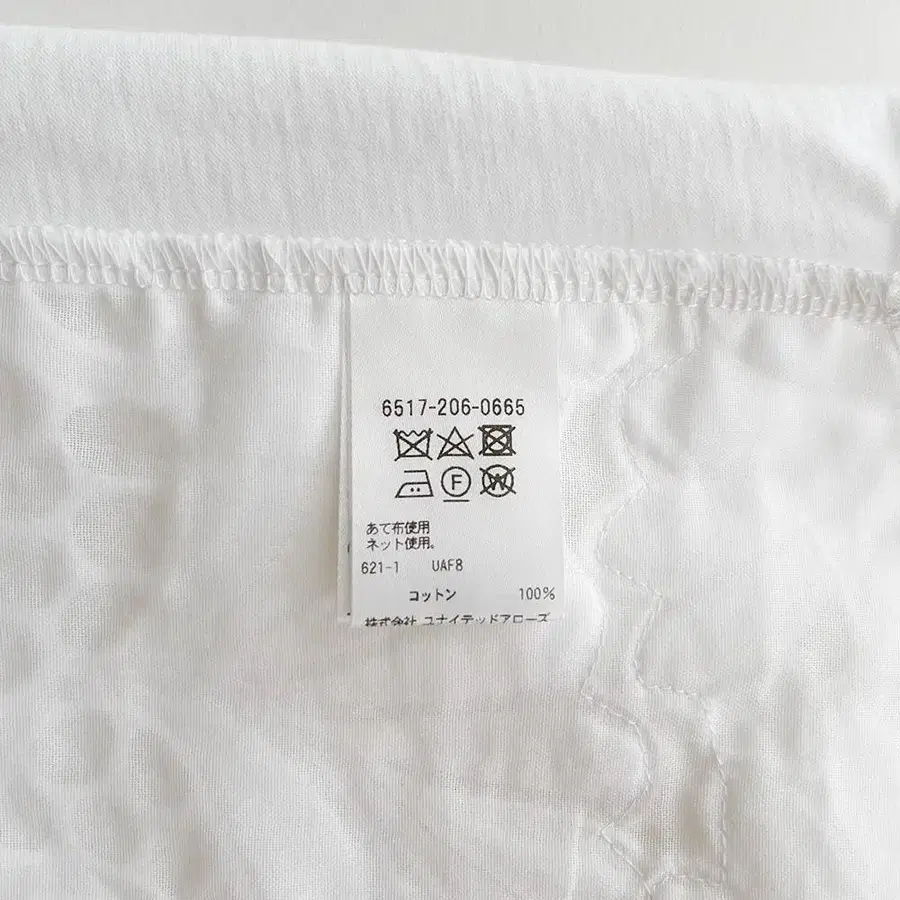 6517-206-0665
F
W
あて布使用
ネット使用。
621-1 UAF8
コットン 100%
株式会社 ユナイテッドアローズ